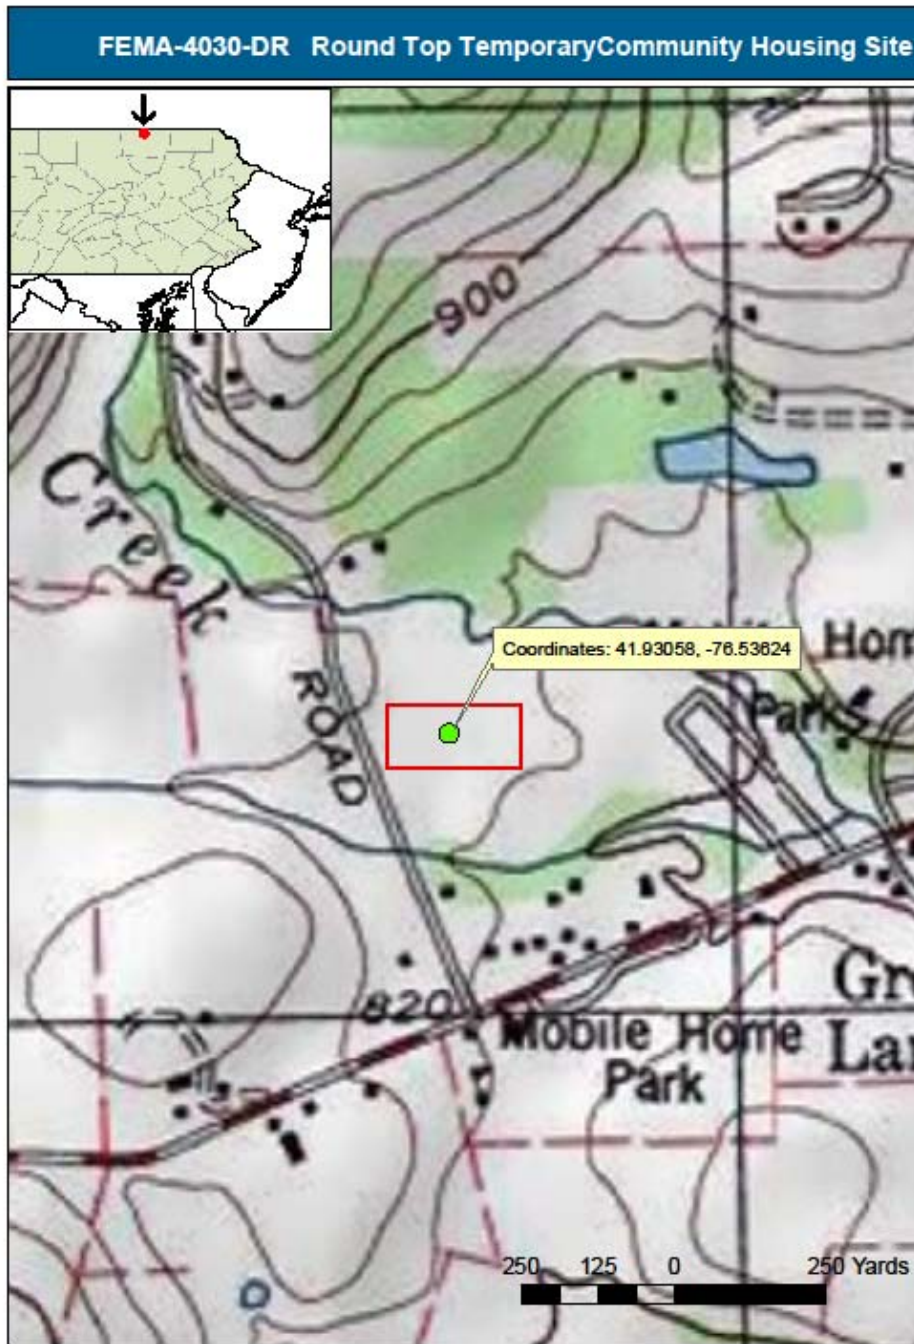 FEMA-4030-DR Round Top TemporaryCommunity Housing Site
900
Creek
Coordinates: 41.93058, -76.53624
Hom
Park
ROAD
820
Mobile Home
Park
Gr
Lar
250 125 0 250 Yards